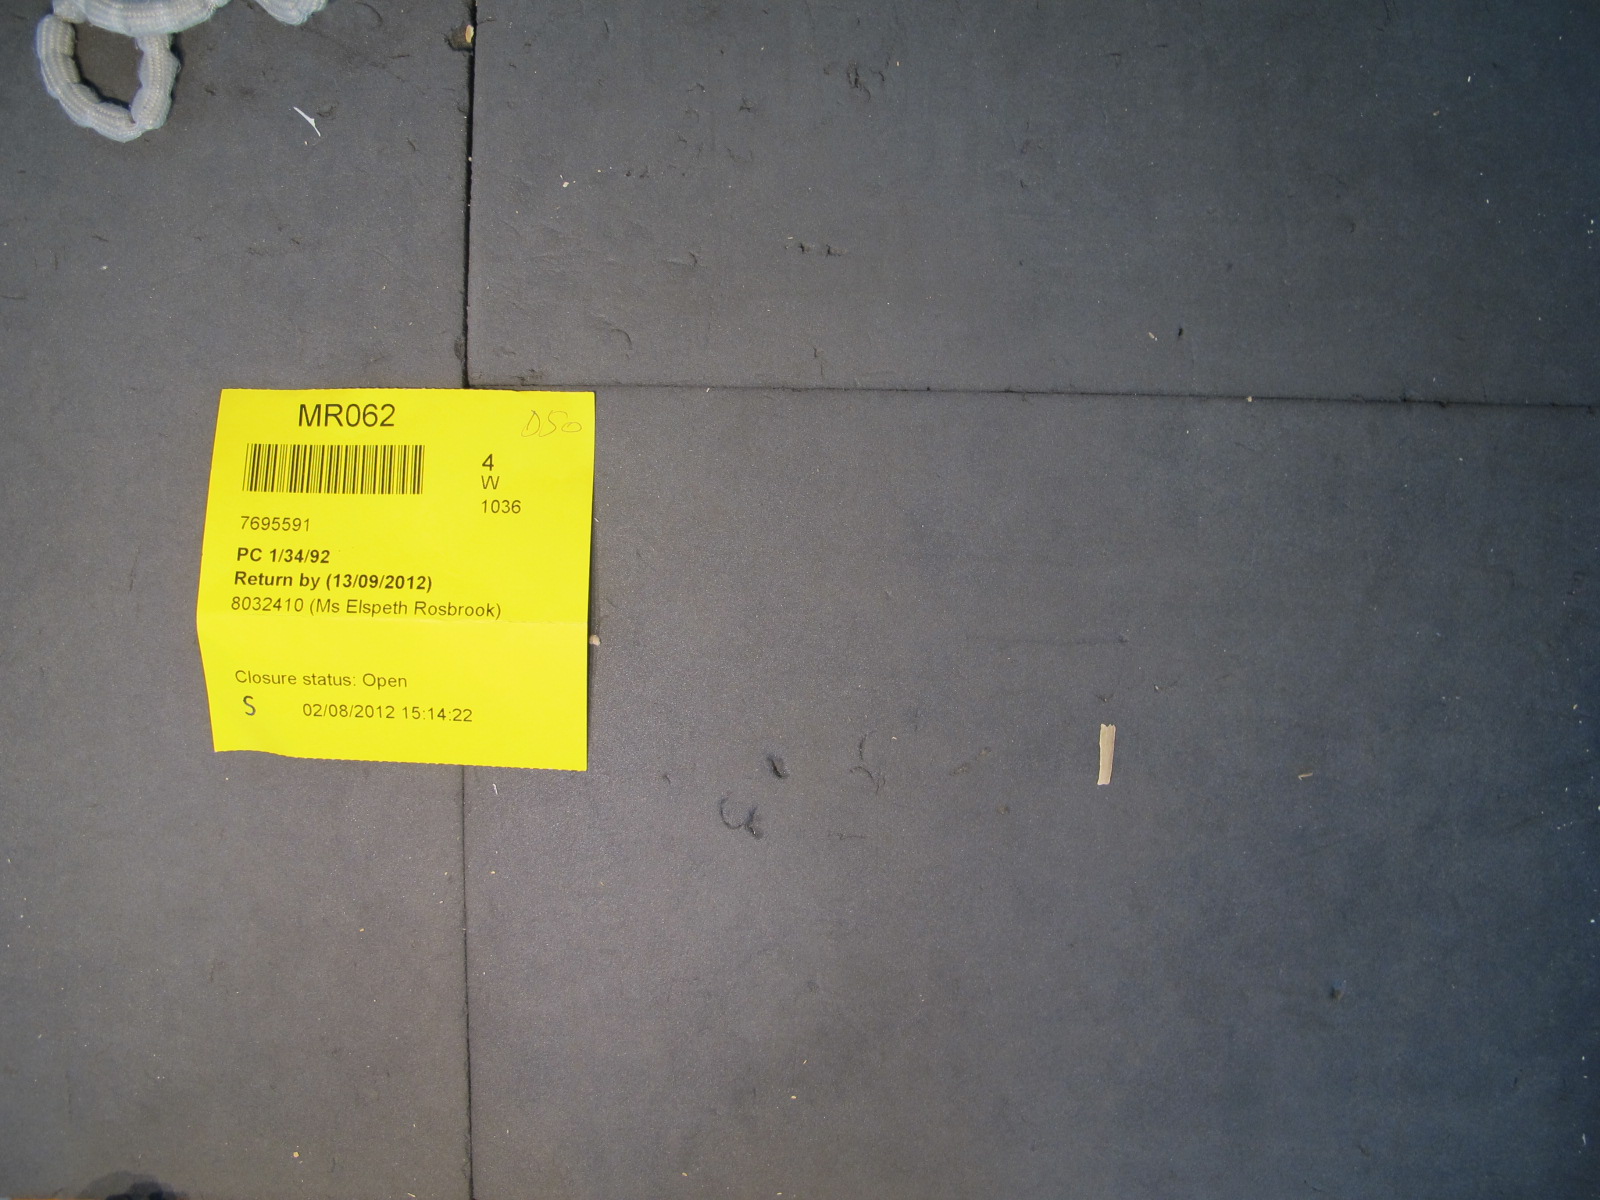 MR062
D50
4
W
1036
7695591
PC 1/34/92
Return by (13/09/2012)
8032410 (Ms Elspeth Rosbrook)
Closure status: Open
S 02/08/2012 15:14:22